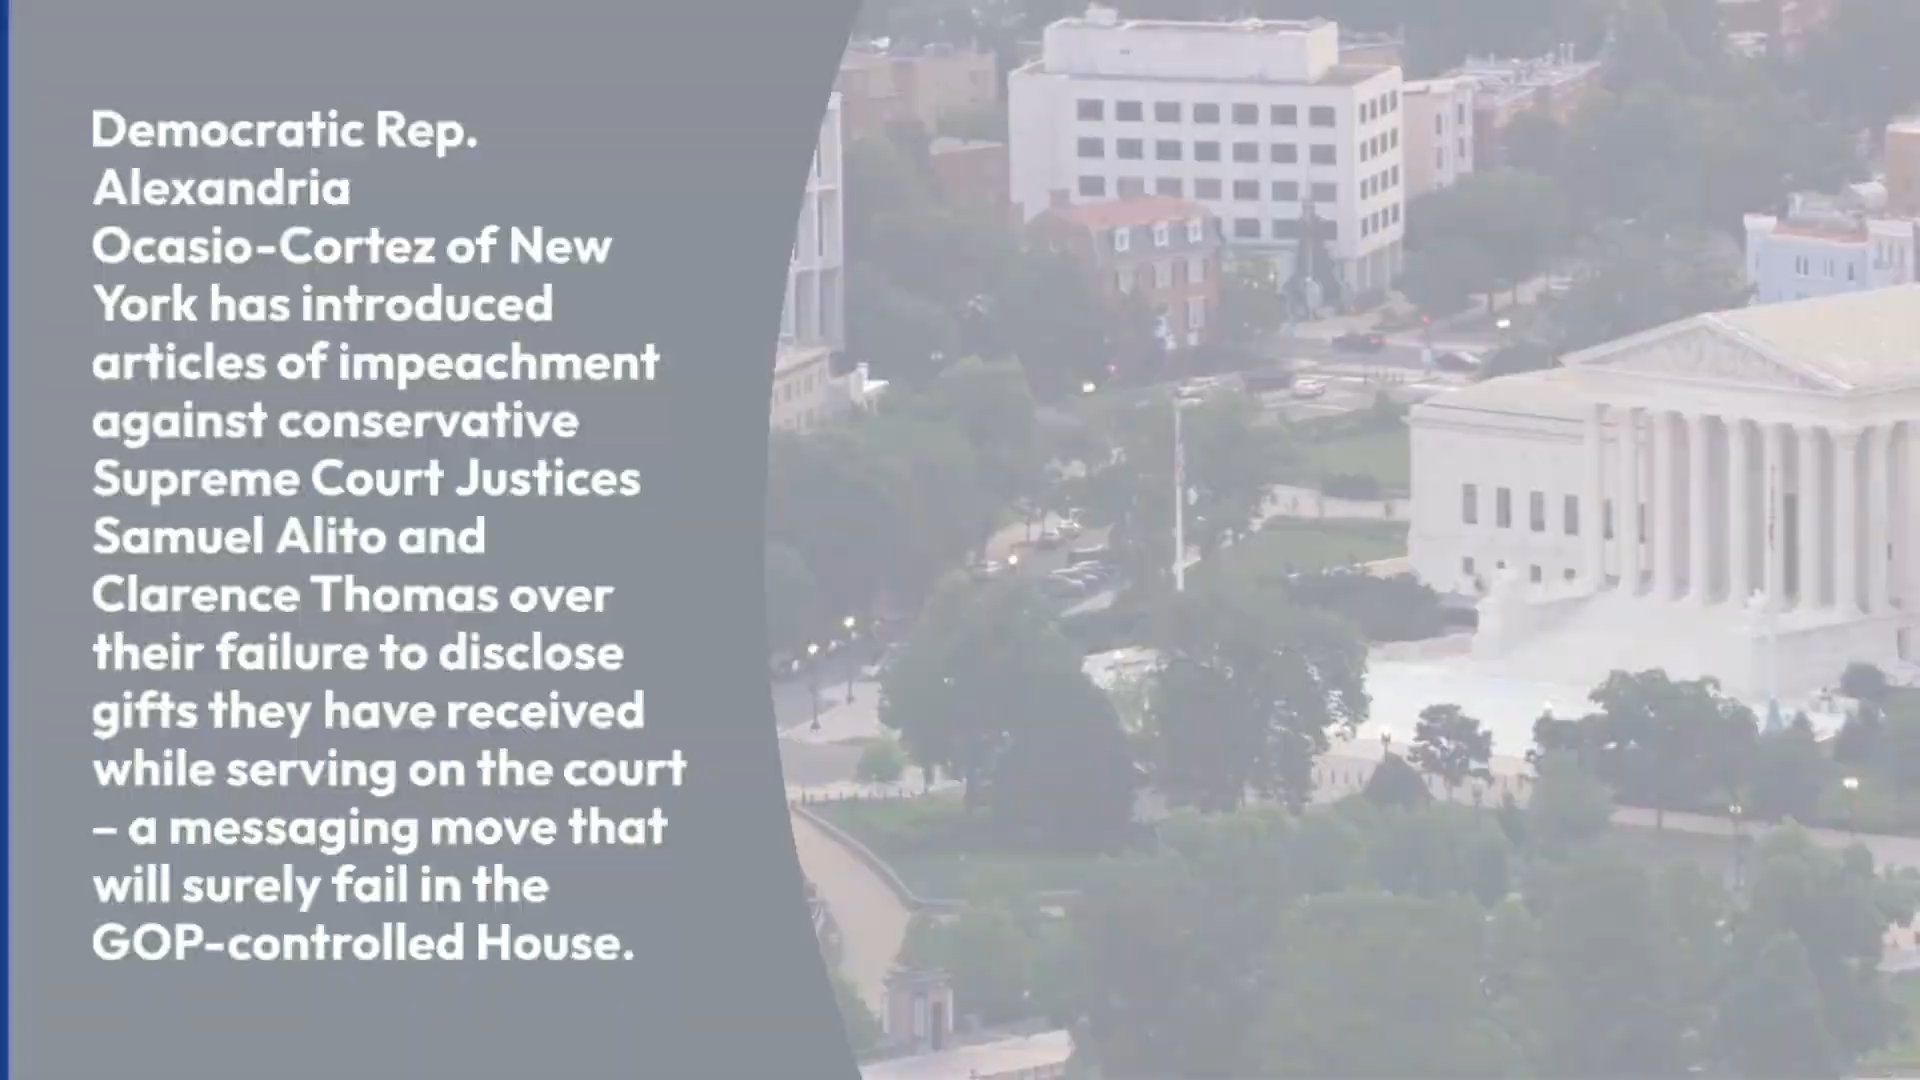 Democratic Rep.
Alexandria
Ocasio-Cortez of New
York has introduced
articles of impeachment
against conservative
Supreme Court Justices
Samuel Alito and
Clarence Thomas over
their failure to disclose
gifts they have received
while serving on the court
– a messaging move that
will surely fail in the
GOP-controlled House.